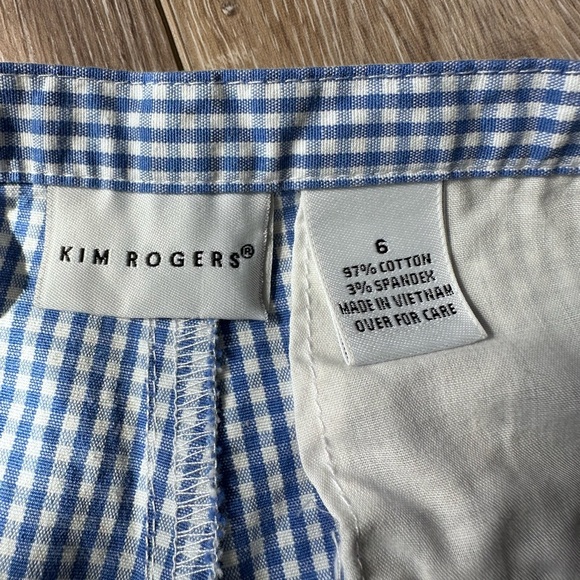 KIM ROGERS®
6
97% COTTON
3% SPANDEX
MADE IN VIETNAM
OVER FOR CARE